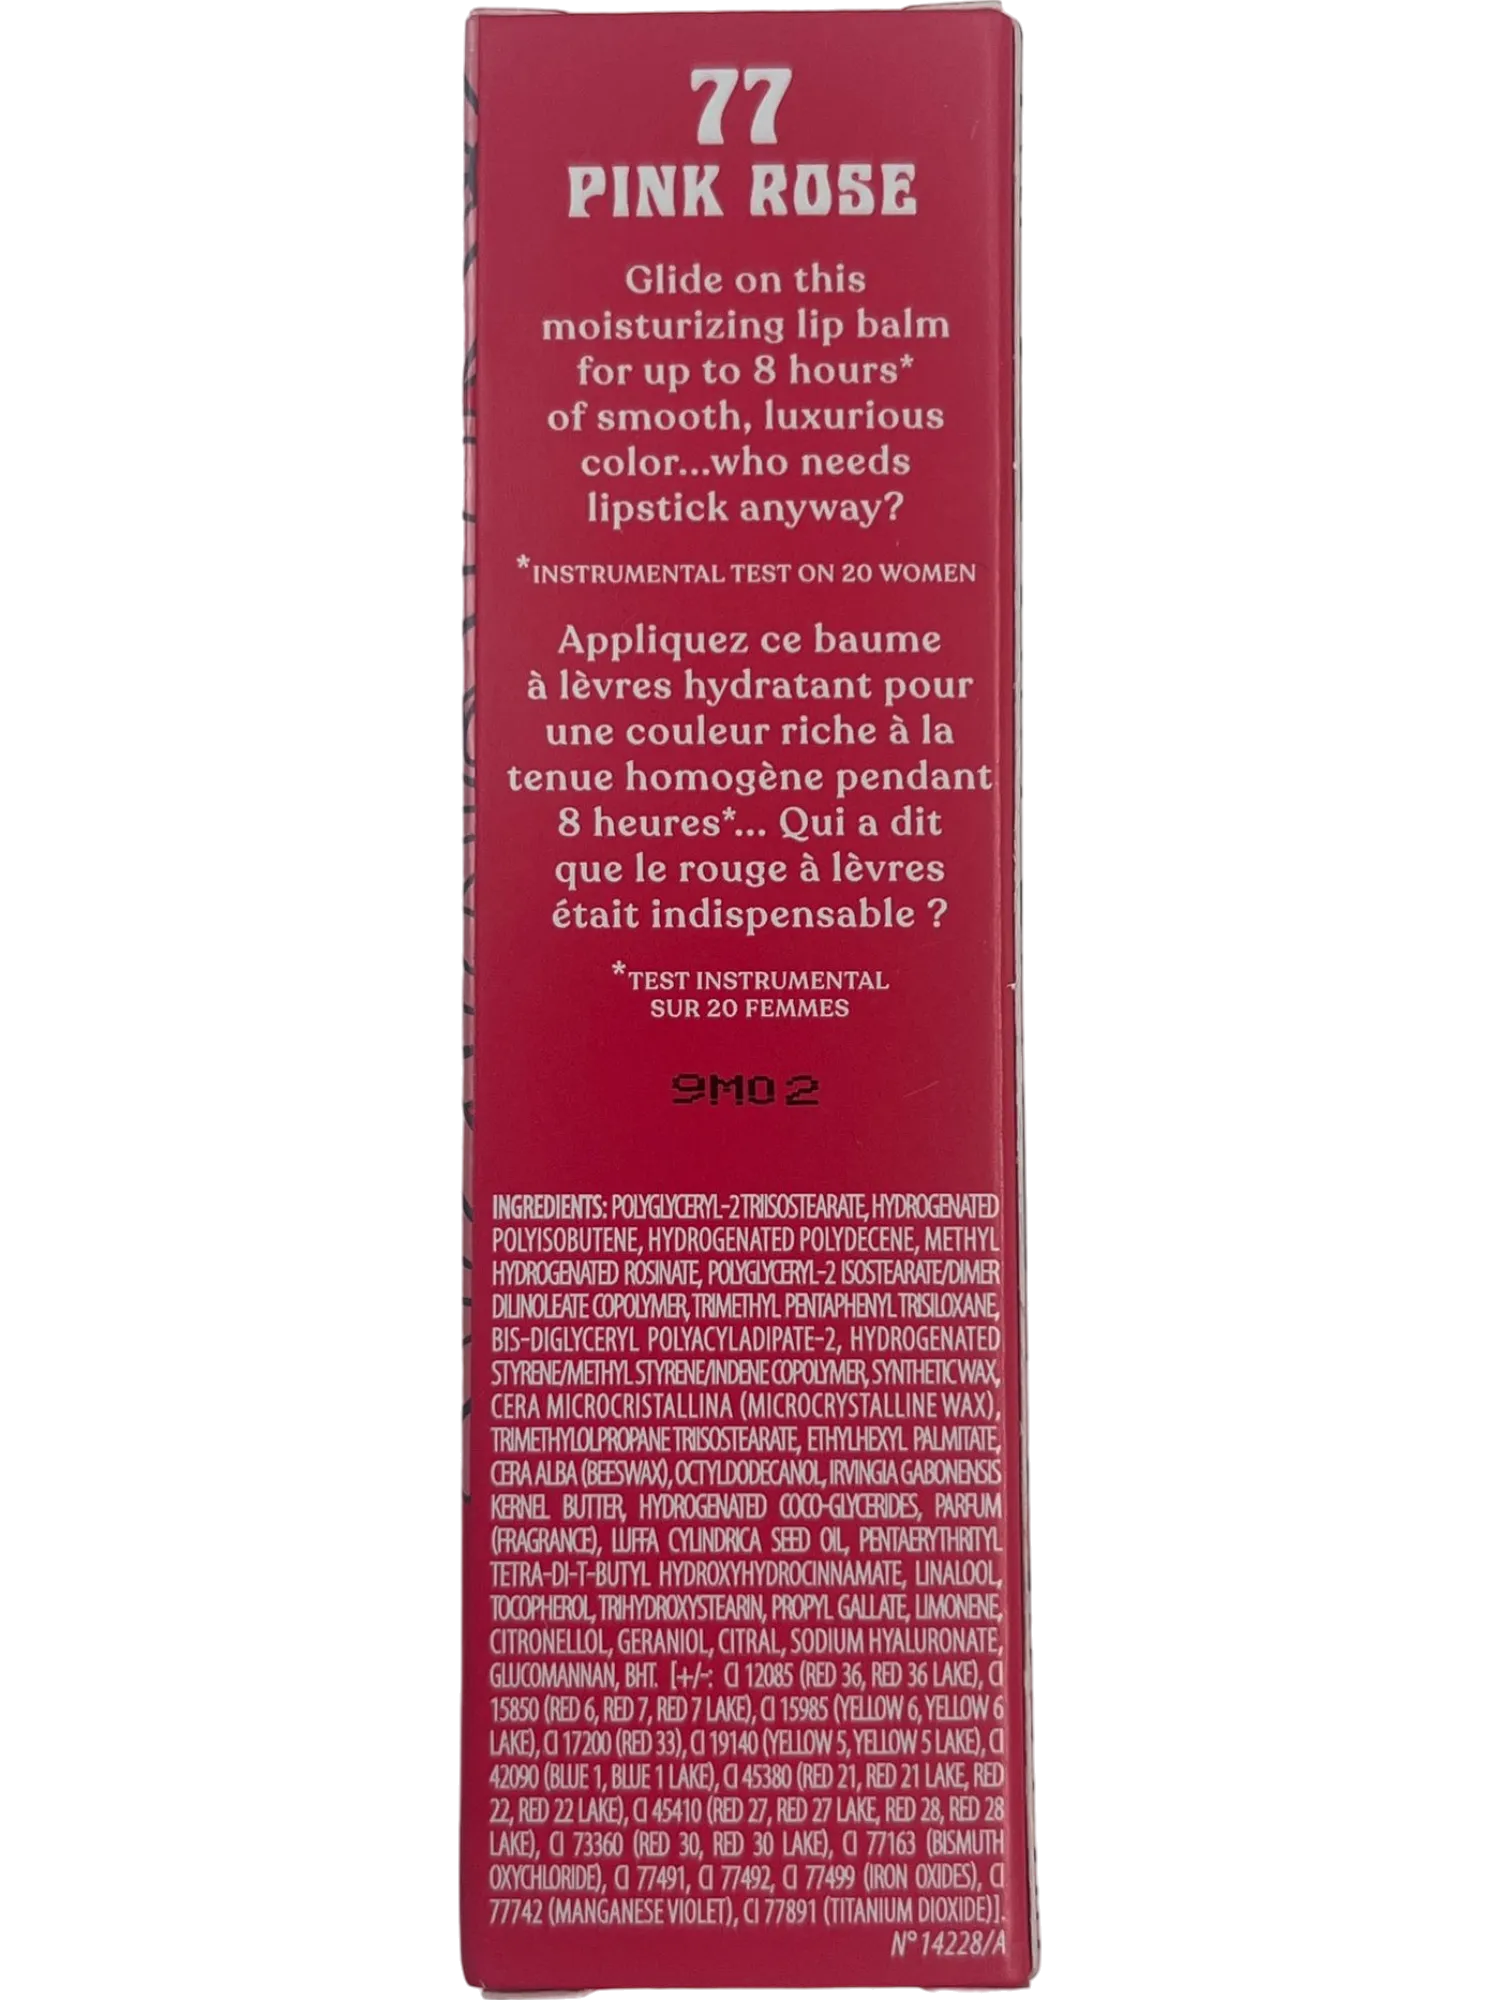 77
PINK ROSE
Glide on this
moisturizing lip balm
for up to 8 hours*
of smooth, luxurious
color...who needs
lipstick anyway?
*INSTRUMENTAL TEST ON 20 WOMEN
Appliquez ce baume
à lèvres hydratant pour
une couleur riche à la
tenue homogène pendant
8 heures*... Qui a dit
que le rouge à lèvres
était indispensable ?
*TEST INSTRUMENTAL
SUR 20 FEMMES
9M02
INGREDIENTS: POLYGLYCERYL-2 TRIISOSTEARATE, HYDROGENATED
POLYISOBUTENE, HYDROGENATED POLYDECENE, METHYL
HYDROGENATED ROSINATE, POLYGLYCERYL-2 ISOSTEARATE/DIMER
DILINOLEATE COPOLYMER, TRIMETHYL PENTAPHENYL TRISILOXANE,
BIS-DIGLYCERYL POLYACYLADIPATE-2, HYDROGENATED
STYRENE/METHYL STYRENE/INDENE COPOLYMER, SYNTHETIC WAX,
CERA MICROCRISTALLINA (MICROCRYSTALLINE WAX),
TRIMETHYLOLPROPANE TRIISOSTEARATE, ETHYLHEXYL PALMITATE,
CERA ALBA (BEESWAX), OCTYLDODECANOL, IRVINGIA GABONENSIS
KERNEL BUTTER, HYDROGENATED COCO-GLYCERIDES, PARFUM
(FRAGRANCE), LUFFA CYLINDRICA SEED OIL, PENTAERYTHRITYL
TETRA-DI-T-BUTYL HYDROXYHYDROCINNAMATE, LINALOOL,
TOCOPHEROL, TRIHYDROXYSTEARIN, PROPYL GALLATE, LIMONENE,
CITRONELLOL, GERANIOL, CITRAL, SODIUM HYALURONATE,
GLUCOMANNAN, BHT. [+/-: CI 12085 (RED 36, RED 36 LAKE), CI
15850 (RED 6, RED 7, RED 7 LAKE), CI 15985 (YELLOW 6, YELLOW 6
LAKE), CI 17200 (RED 33), CI 19140 (YELLOW 5, YELLOW 5 LAKE), CI
42090 (BLUE 1, BLUE 1 LAKE), CI 45380 (RED 21, RED 21 LAKE, RED
22, RED 22 LAKE), CI 45410 (RED 27, RED 27 LAKE, RED 28, RED 28
LAKE), CI 73360 (RED 30, RED 30 LAKE), CI 77163 (BISMUTH
OXYCHLORIDE), CI 77491, CI 77492, CI 77499 (IRON OXIDES), CI
77742 (MANGANESE VIOLET), CI 77891 (TITANIUM DIOXIDE)].
N° 14228/A